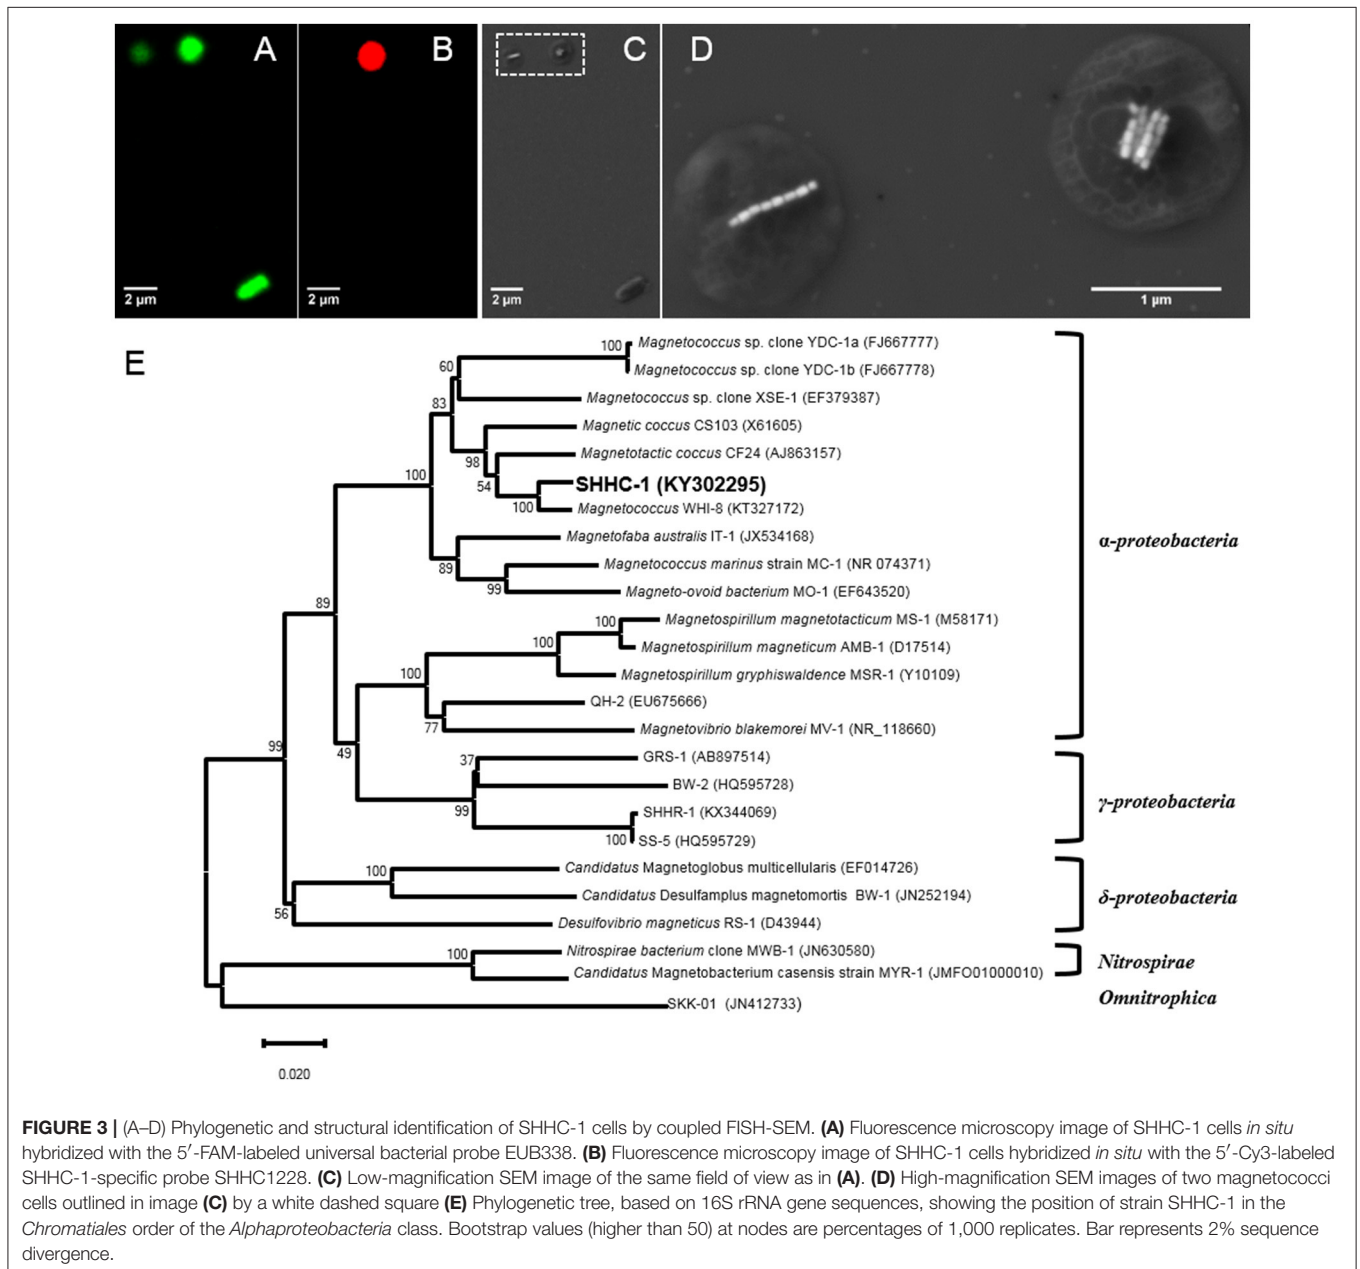 A
B
C
D
2 µm
2 µm
2 µm
1 µm
E
100
Magnetococcus sp. clone YDC-1a (FJ667777)
Magnetococcus sp. clone YDC-1b (FJ667778)
60
Magnetococcus sp. clone XSE-1 (EF379387)
83
Magnetic coccus CS103 (X61605)
98
Magnetotactic coccus CF24 (AJ863157)
100
54
SHHC-1 (KY302295)
100
Magnetococcus WHI-8 (KT327172)
Magnetofaba australis IT-1 (JX534168)
α-proteobacteria
89
Magnetococcus marinus strain MC-1 (NR 074371)
99
Magneto-ovoid bacterium MO-1 (EF643520)
89
100
Magnetospirillum magnetotacticum MS-1 (M58171)
100
Magnetospirillum magneticum AMB-1 (D17514)
100
Magnetospirillum gryphiswaldence MSR-1 (Y10109)
QH-2 (EU675666)
77
Magnetovibrio blakemorei MV-1 (NR_118660)
99
49
37
GRS-1 (AB897514)
BW-2 (HQ595728)
γ-proteobacteria
99
SHHR-1 (KX344069)
100
SS-5 (HQ595729)
100
Candidatus Magnetoglobus multicellularis (EF014726)
Candidatus Desulfamplus magnetomortis BW-1 (JN252194)
δ-proteobacteria
56
Desulfovibrio magneticus RS-1 (D43944)
100
Nitrospirae bacterium clone MWB-1 (JN630580)
Nitrospirae
Candidatus Magnetobacterium casensis strain MYR-1 (JMFO01000010)
Omnitrophica
SKK-01 (JN412733)
0.020
FIGURE 3 | (A–D) Phylogenetic and structural identification of SHHC-1 cells by coupled FISH-SEM. (A) Fluorescence microscopy image of SHHC-1 cells in situ
hybridized with the 5′-FAM-labeled universal bacterial probe EUB338. (B) Fluorescence microscopy image of SHHC-1 cells hybridized in situ with the 5′-Cy3-labeled
SHHC-1-specific probe SHHC1228. (C) Low-magnification SEM image of the same field of view as in (A). (D) High-magnification SEM images of two magnetococci
cells outlined in image (C) by a white dashed square (E) Phylogenetic tree, based on 16S rRNA gene sequences, showing the position of strain SHHC-1 in the
Chromatiales order of the Alphaproteobacteria class. Bootstrap values (higher than 50) at nodes are percentages of 1,000 replicates. Bar represents 2% sequence
divergence.